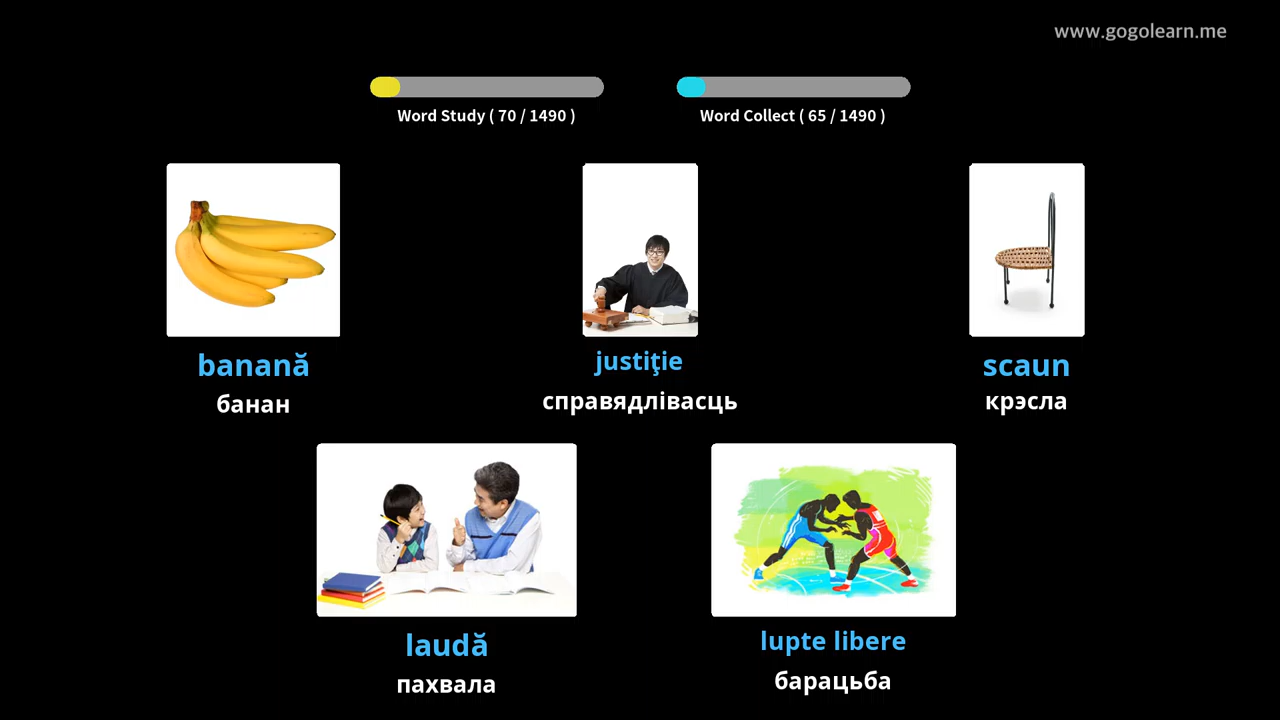 www.gogolearn.me
Word Study ( 70 / 1490 )
Word Collect ( 65 / 1490 )
banană
банан
justiţie
справядлівасць
scaun
крэсла
laudă
пахвала
lupte libere
барацьба